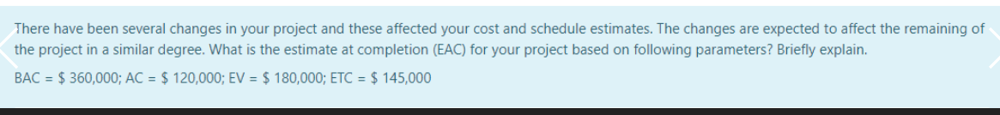 There have been several changes in your project and these affected your cost and schedule estimates. The changes are expected to affect the remaining of
the project in a similar degree. What is the estimate at completion (EAC) for your project based on following parameters? Briefly explain.
BAC = $ 360,000; AC = $ 120,000; EV = $ 180,000; ETC = $ 145,000